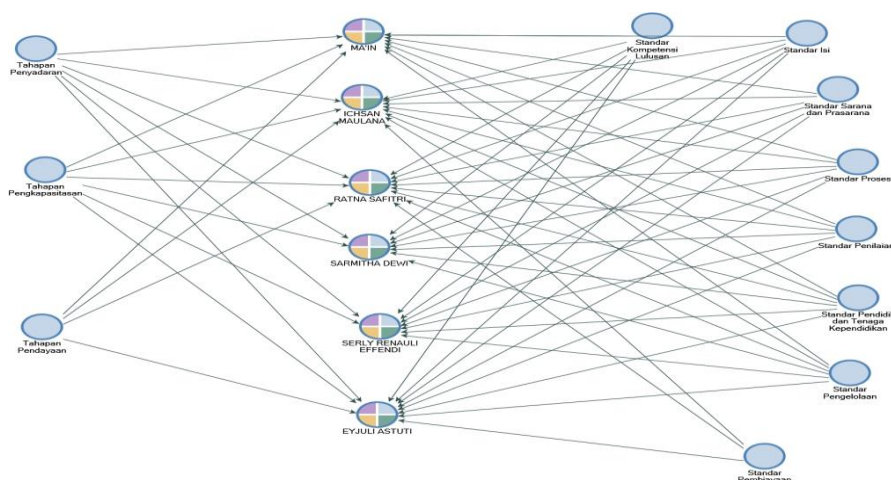 MA'IN
Standar
Kompetensi
Lulusan
Standar Isi
Tahapan
Penyadaran
ICHSAN
MAULANA
Standar Sarana
dan Prasarana
Tahapan
Pengkapasitasan
RATNA SAFITRI
Standar Proses
SARMITHA DEWI
Standar Penilaian
Tahapan
Pendayaan
SERLY RENAULI
EFFENDI
Standar Pendidi
dan Tenaga
Kependidikan
Standar
Pengelolaan
EYJULI ASTUTI
Standar
Pembiayaan